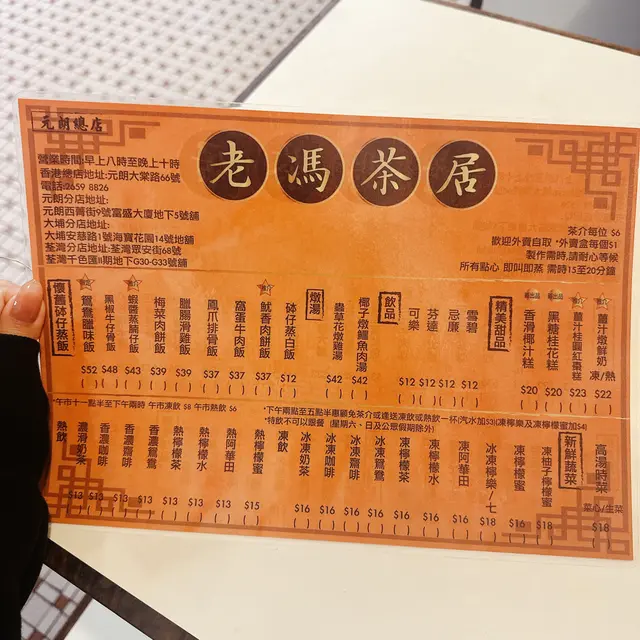 元朗總店
老馮茶居
營業時間:早上八時至晚上十時
香港總店地址:元朗大棠路66號
電話:2659 8826
元朗分店地址:
元朗西菁街9號富盛大廈地下5號舖
大埔分店地址:
大埔安慈路1號海寶花園14號地舖
荃灣分店地址:荃灣眾安街68號
荃灣千色匯II期地下G30-G33號舖
茶介每位 $6
歡迎外賣自取 *外賣盒每個$1
製作需時,請耐心等候
所有點心 即叫即蒸 需時15至20分鐘
懷舊砵仔蒸飯
鴛鴦臘味飯 $52
黑椒牛仔骨飯 $48
蝦醬蒸腩仔飯 $43
梅菜肉餅飯 $39
臘腸滑雞飯 $39
鳳爪排骨飯 $37
窩蛋牛肉飯 $37
魷香肉餅飯 $37
砵仔蒸白飯 $12
燉湯
蟲草花燉雞湯 $42
椰子燉鱷魚肉湯 $42
飲品
可樂 $12
芬達 $12
忌廉 $12
雪碧 $12
精美甜品
香滑椰汁糕 $20
黑糖桂花糕 $20
薑汁桂圓紅棗糕 $23
薑汁燉鮮奶 凍/熱 $22
午市十一點半至下午兩時 午市凍飲 $8 午市熱飲 $6
*下午兩點至五點半惠顧免茶介或達送凍飲或熱飲一杯(汽水加$3)(凍檸樂及凍檸檬蜜加$4)
*特飲不可以跟餐 (星期六、日及公眾假期除外)
熱飲
濃滑奶茶 $13
香濃咖啡 $13
香濃齋啡 $13
香濃鴛鴦 $13
熱檸檬茶 $13
熱檸檬水 $13
熱阿華田 $13
熱檸檬蜜 $15
凍飲
冰凍奶茶 $16
冰凍咖啡 $16
冰凍齋啡 $16
冰凍鴛鴦 $16
凍檸檬茶 $16
凍檸檬水 $16
凍阿華田 $16
冰凍檸樂/七 $18
凍檸檬蜜 $16
凍柚子檸檬蜜 $18
新鮮蔬菜
高湯時菜
菜心/生菜 $18